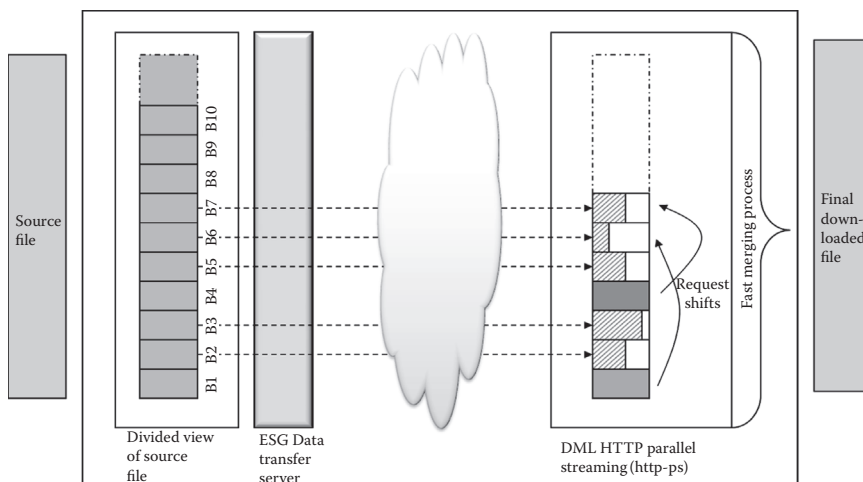 Source
file
B10
B9
B8
B7
B6
B5
B4
B3
B2
B1
Divided view
of source
file
ESG Data
transfer
server
Request
shifts
DML HTTP parallel
streaming (http-ps)
Fast merging process
Final
down-
loaded
file